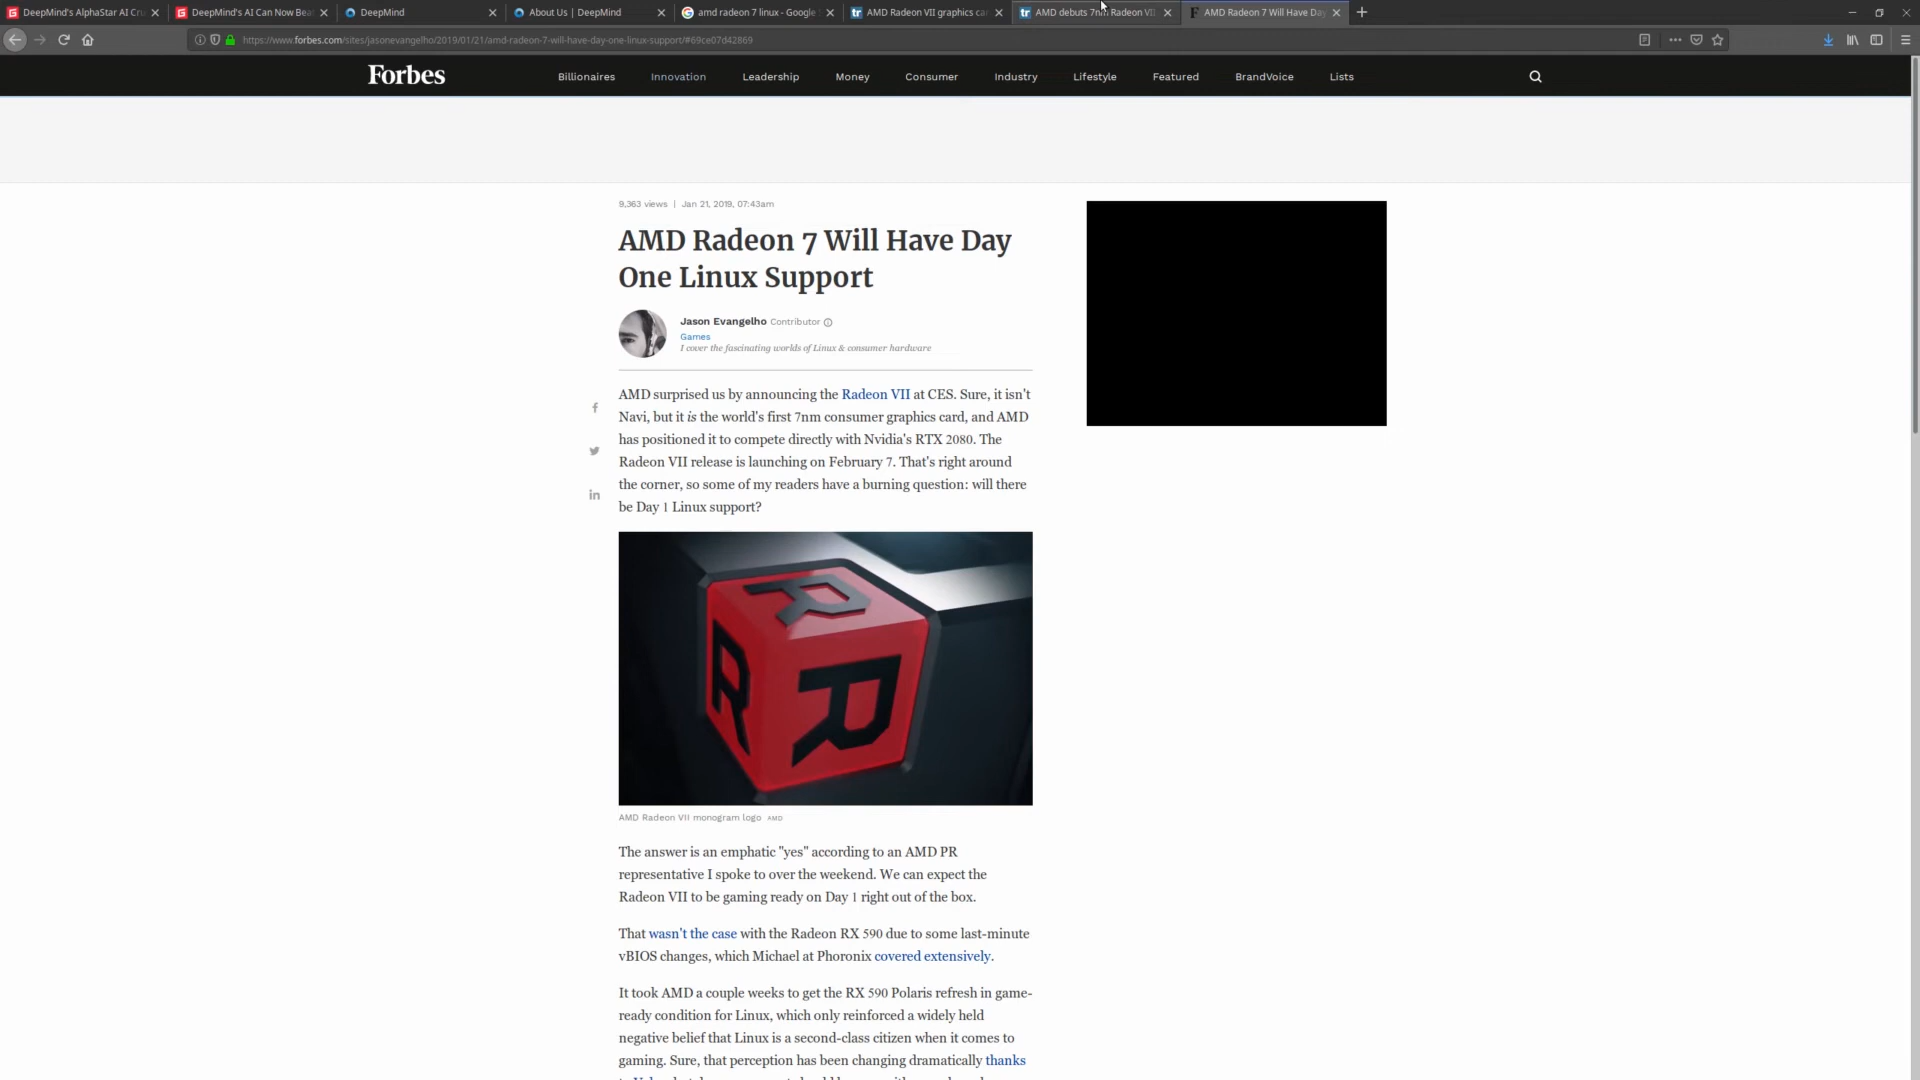 DeepMind's AlphaStar AI Cru
DeepMind's AI Can Now Bea
DeepMind
About Us | DeepMind
amd radeon 7 linux - Google
AMD Radeon VII graphics car
AMD debuts 7nm Radeon VII
AMD Radeon 7 Will Have Day
https://www.forbes.com/sites/jasonevangelho/2019/01/21/amd-radeon-7-will-have-day-one-linux-support/#69ce07d42869
Forbes
Billionaires Innovation Leadership Money Consumer Industry Lifestyle Featured BrandVoice Lists
9,363 views | Jan 21, 2019, 07:43am
AMD Radeon 7 Will Have Day
One Linux Support
Jason Evangelho Contributor
Games
I cover the fascinating worlds of Linux & consumer hardware
AMD surprised us by announcing the Radeon VII at CES. Sure, it isn't
Navi, but it is the world's first 7nm consumer graphics card, and AMD
has positioned it to compete directly with Nvidia's RTX 2080. The
Radeon VII release is launching on February 7. That's right around
the corner, so some of my readers have a burning question: will there
be Day 1 Linux support?
R
R
R
AMD Radeon VII monogram logo AMD
The answer is an emphatic "yes" according to an AMD PR
representative I spoke to over the weekend. We can expect the
Radeon VII to be gaming ready on Day 1 right out of the box.
That wasn't the case with the Radeon RX 590 due to some last-minute
vBIOS changes, which Michael at Phoronix covered extensively.
It took AMD a couple weeks to get the RX 590 Polaris refresh in game-
ready condition for Linux, which only reinforced a widely held
negative belief that Linux is a second-class citizen when it comes to
gaming. Sure, that perception has been changing dramatically thanks